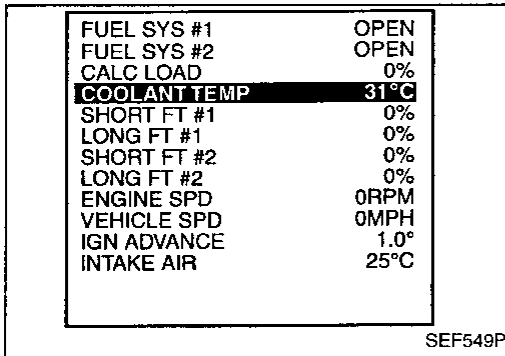 FUEL SYS #1 OPEN
FUEL SYS #2 OPEN
CALC LOAD 0%
COOLANT TEMP 31°C
SHORT FT #1 0%
LONG FT #1 0%
SHORT FT #2 0%
LONG FT #2 0%
ENGINE SPD 0RPM
VEHICLE SPD 0MPH
IGN ADVANCE 1.0°
INTAKE AIR 25°C
SEF549P